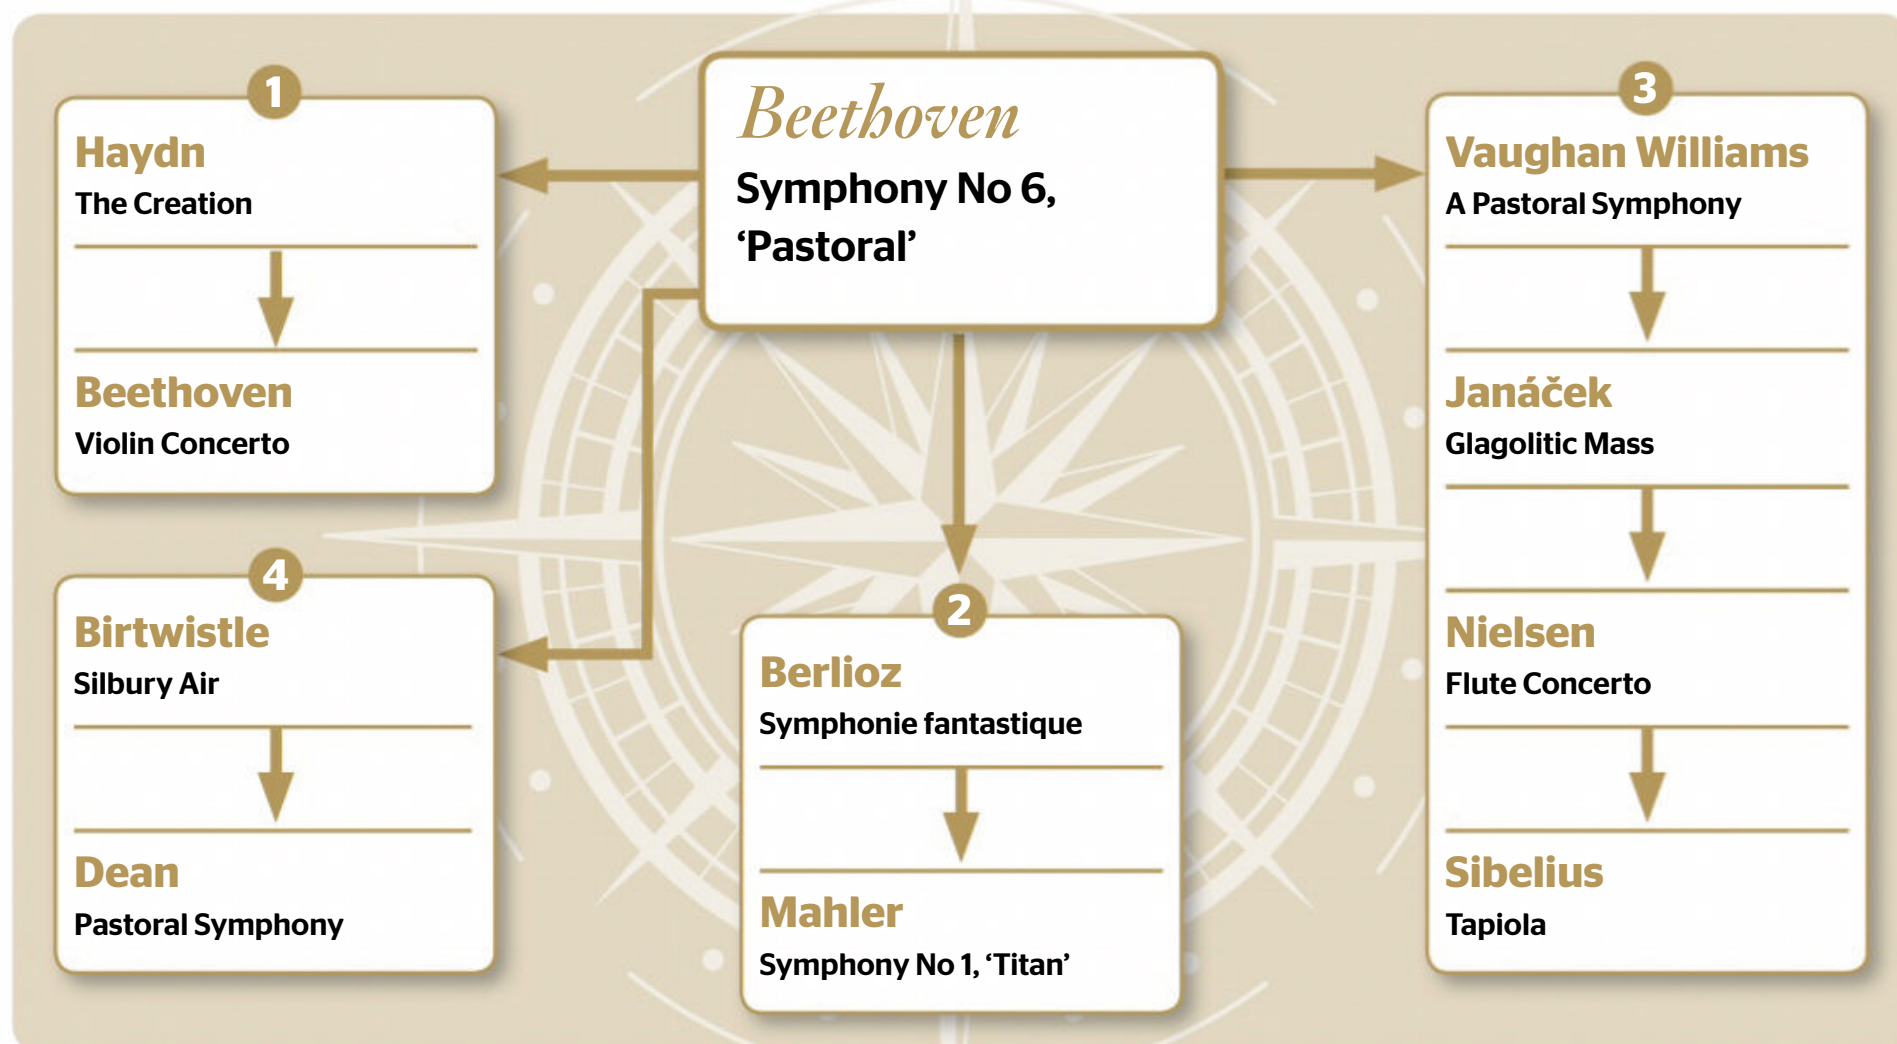 Beethoven
Symphony No 6,
‘Pastoral’
1
Haydn
The Creation
Beethoven
Violin Concerto
2
Berlioz
Symphonie fantastique
Mahler
Symphony No 1, ‘Titan’
3
Vaughan Williams
A Pastoral Symphony
Janáček
Glagolitic Mass
Nielsen
Flute Concerto
Sibelius
Tapiola
4
Birtwistle
Silbury Air
Dean
Pastoral Symphony